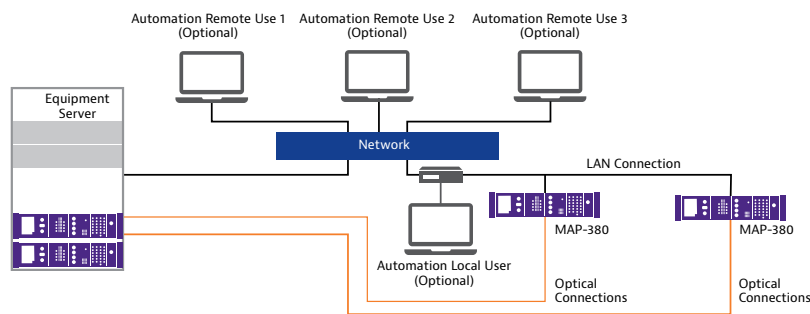 Automation Remote Use 1
(Optional)
Automation Remote Use 2
(Optional)
Automation Remote Use 3
(Optional)
Equipment
Server
Network
LAN Connection
MAP-380
MAP-380
Automation Local User
(Optional)
Optical
Connections
Optical
Connections